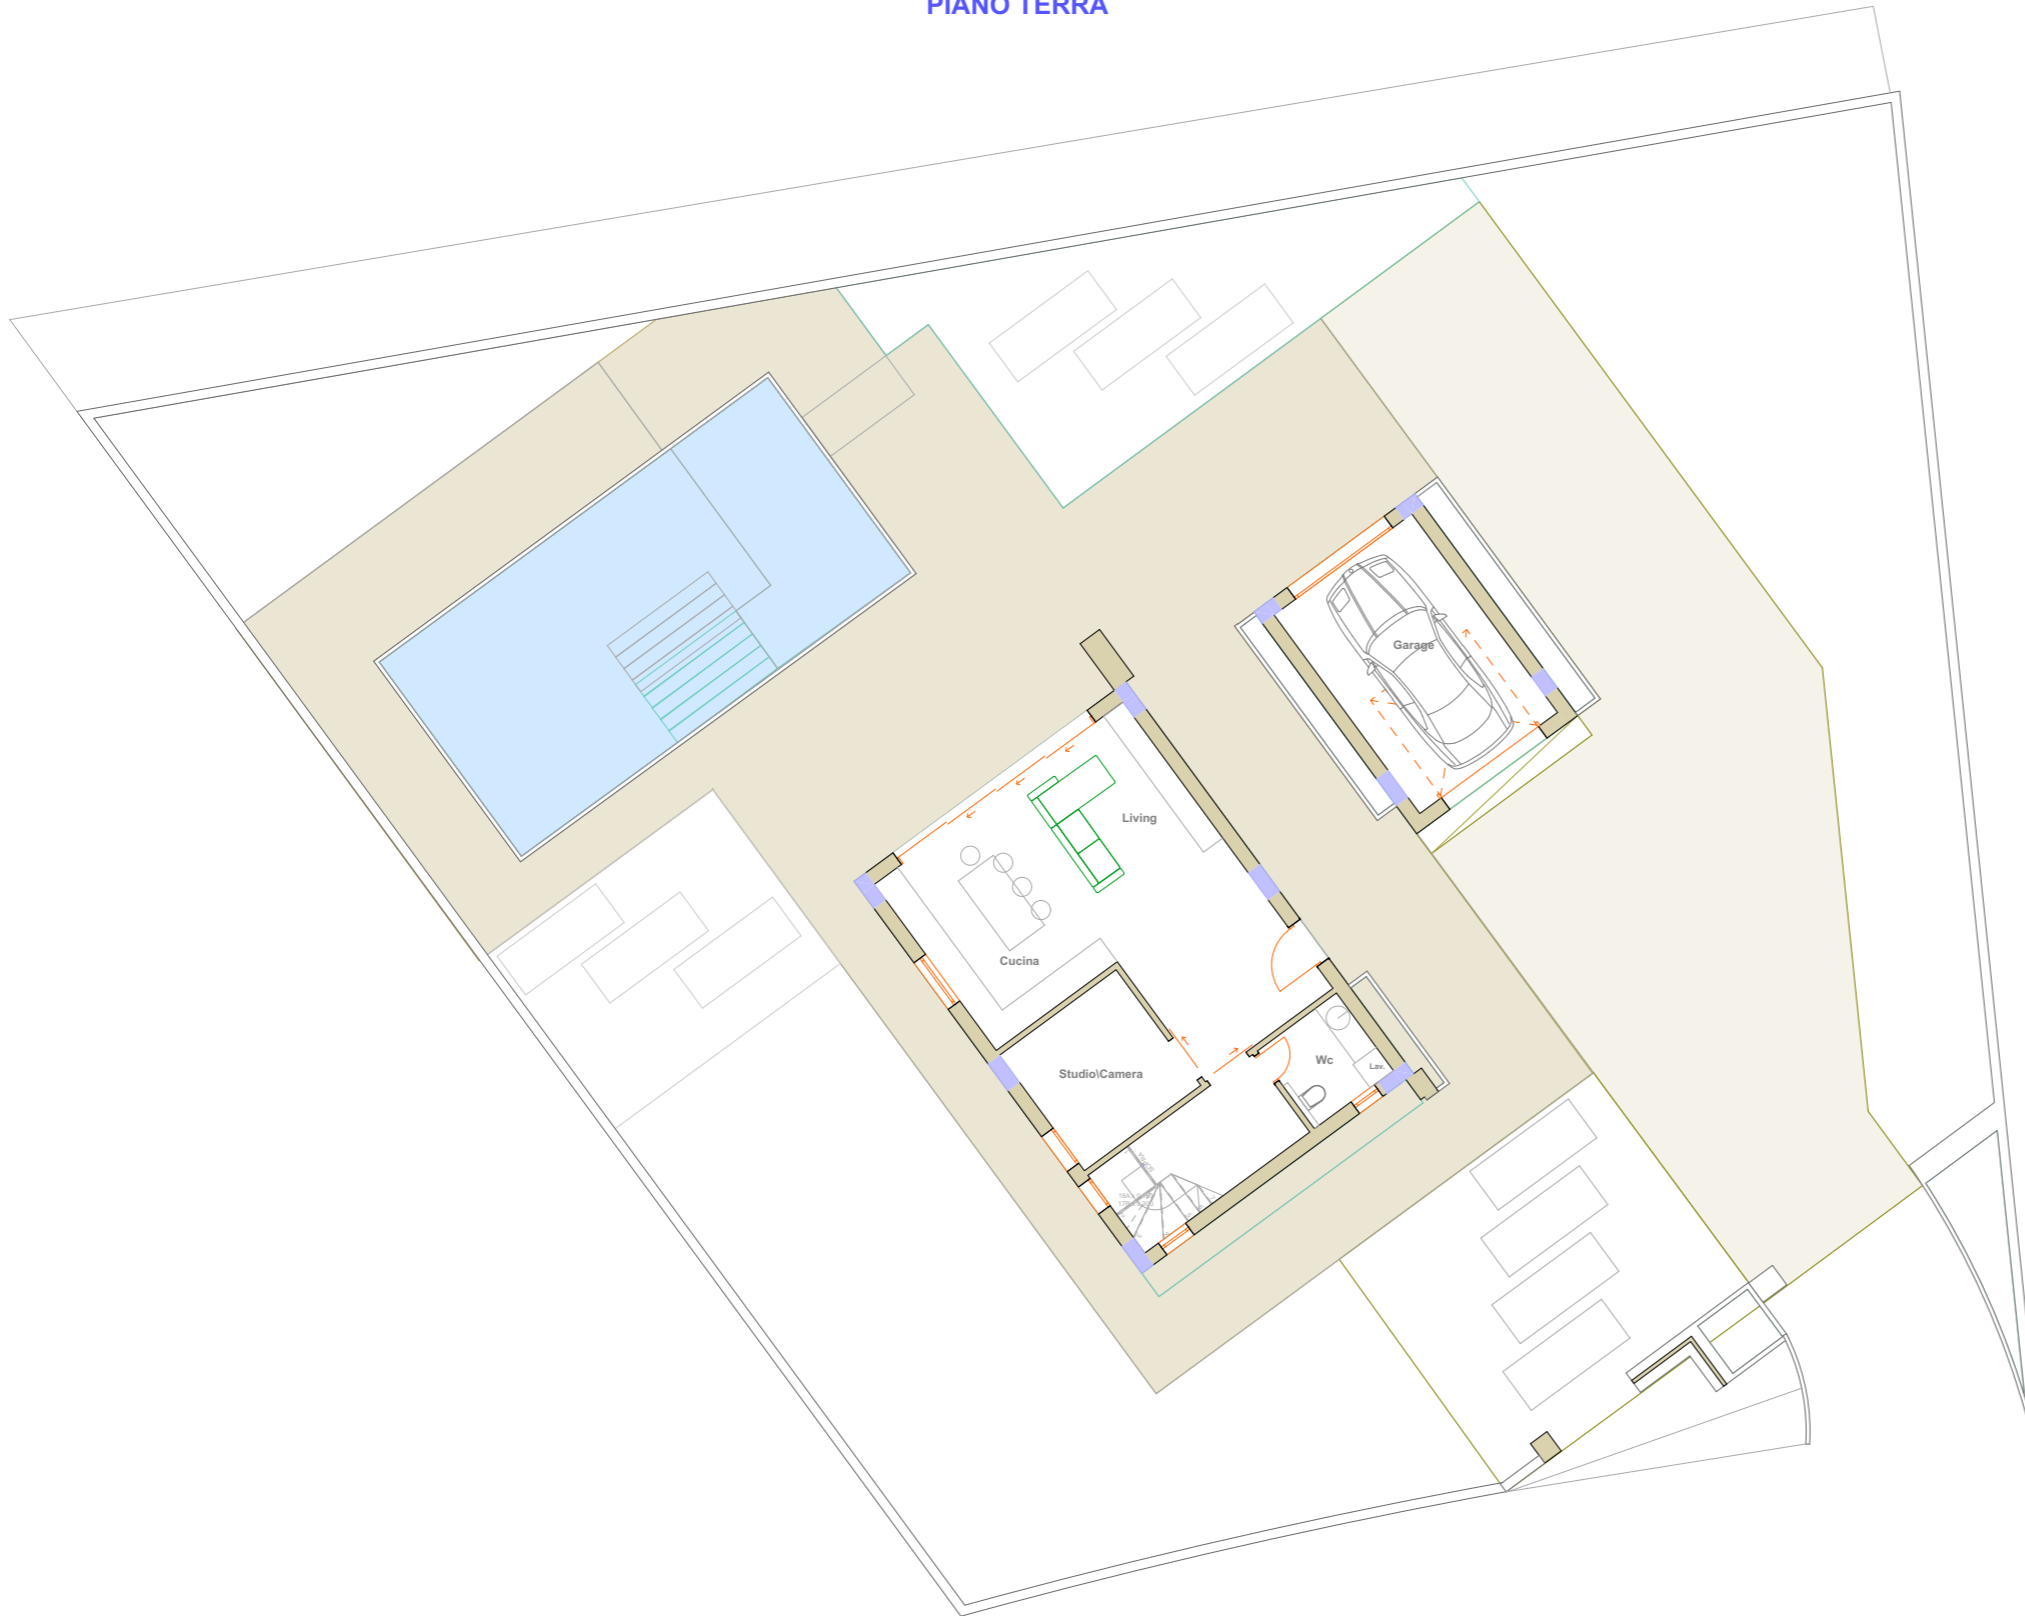 PIANO TERRA
Garage
Living
Cucina
Wc
Lav.
Studio\Camera